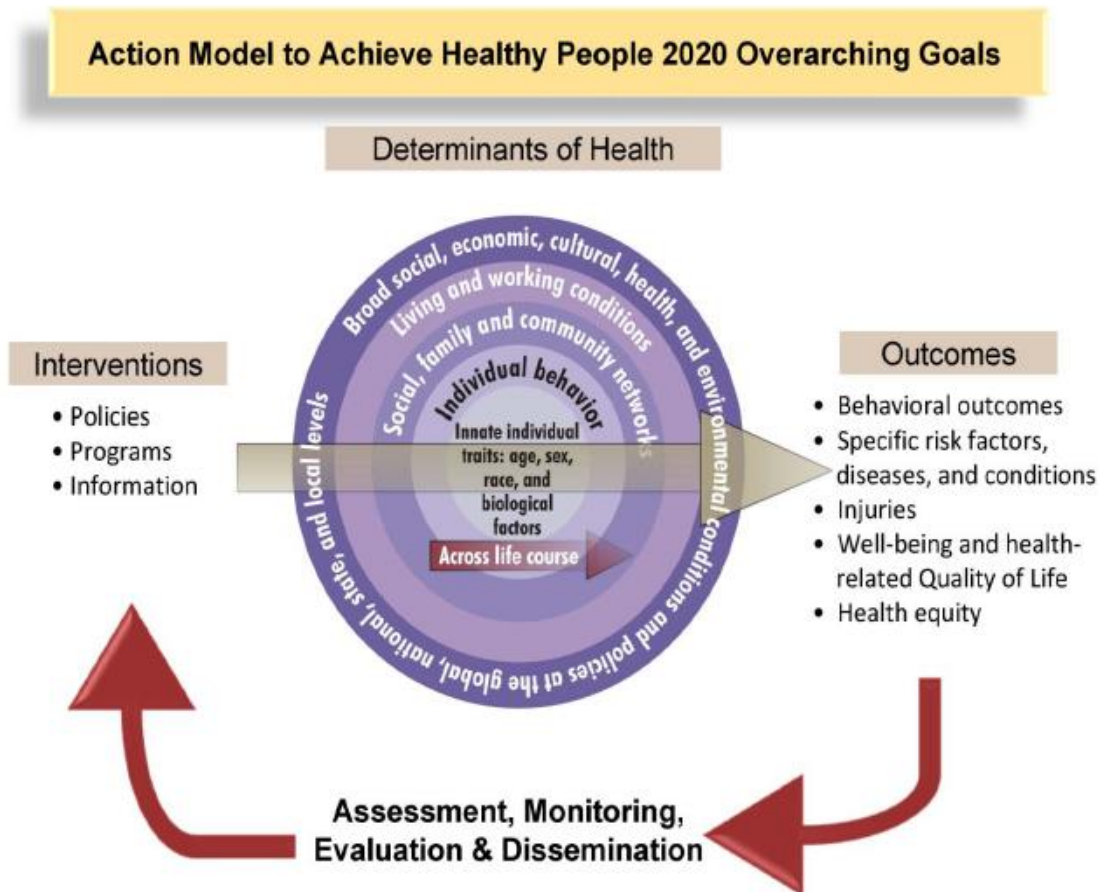 Action Model to Achieve Healthy People 2020 Overarching Goals
Determinants of Health
Interventions
• Policies
• Programs
• Information
Broad social, economic, cultural, health, and environmental conditions and policies at the global, national, state, and local levels
Living and working conditions
Social, family and community networks
Individual behavior
Innate individual
traits: age, sex,
race, and
biological
factors
Across life course
Outcomes
• Behavioral outcomes
• Specific risk factors,
diseases, and conditions
• Injuries
• Well-being and health-
related Quality of Life
• Health equity
Assessment, Monitoring,
Evaluation & Dissemination